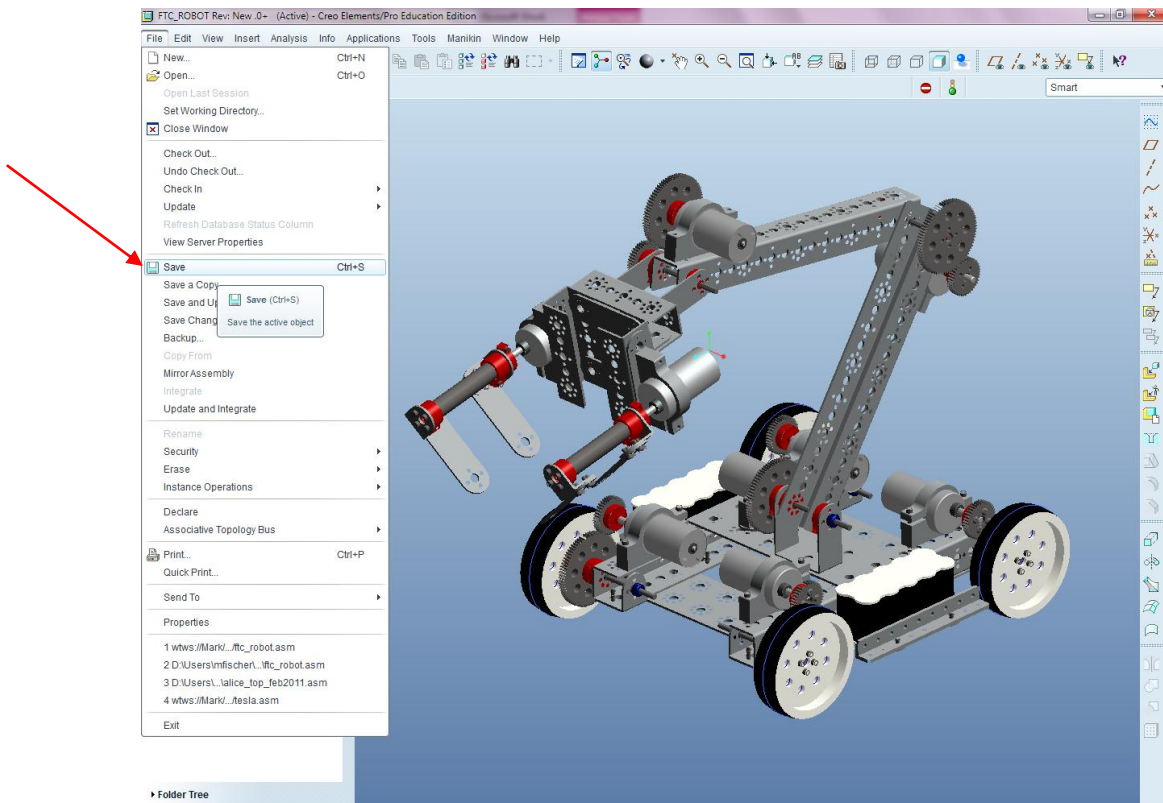 FTC_ROBOT Rev: New .0+ (Active) - Creo Elements/Pro Education Edition
File Edit View Insert Analysis Info Applications Tools Manikin Window Help
New... Ctrl+N
Open... Ctrl+O
Open Last Session
Set Working Directory...
Close Window
Smart
Check Out...
Undo Check Out...
Check In
Update
Refresh Database Status Column
View Server Properties
Save Ctrl+S
Save a Copy
Save and Up
Save Chang
Save (Ctrl+S)
Save the active object
Backup...
Copy From
Mirror Assembly
Integrate
Update and Integrate
Rename
Security
Erase
Instance Operations
Declare
Associative Topology Bus
Print... Ctrl+P
Quick Print...
Send To
Properties
1 wtws://Mark/.../ftc_robot.asm
2 D:\Users\mfischer\...\ftc_robot.asm
3 D:\Users\...\alice_top_feb2011.asm
4 wtws://Mark/.../tesla.asm
Exit
Folder Tree